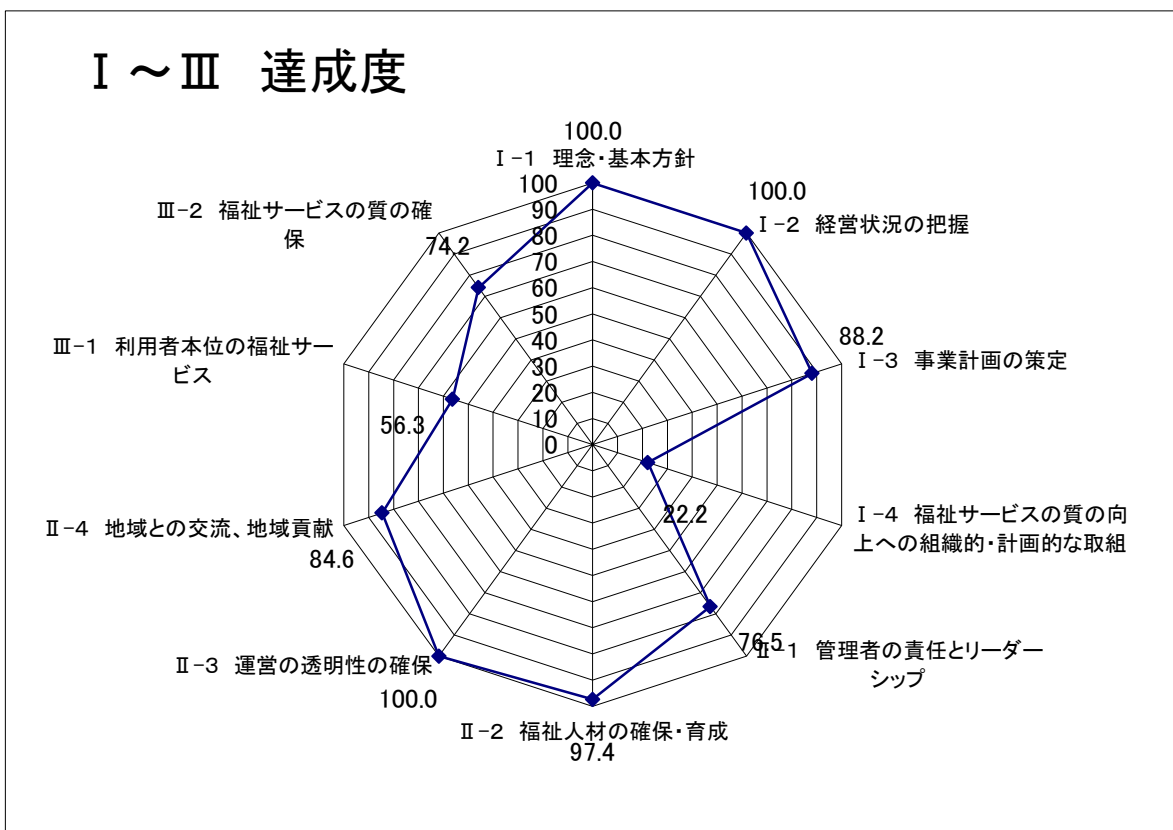 Ⅰ～Ⅲ 達成度
100.0
Ⅰ-1 理念・基本方針
100.0
Ⅰ-2 経営状況の把握
88.2
Ⅰ-3 事業計画の策定
22.2
Ⅰ-4 福祉サービスの質の向
上への組織的・計画的な取組
76.5
Ⅱ-1 管理者の責任とリーダー
シップ
Ⅱ-2 福祉人材の確保・育成
97.4
Ⅱ-3 運営の透明性の確保
100.0
Ⅱ-4 地域との交流、地域貢献
84.6
Ⅲ-1 利用者本位の福祉サー
ビス
56.3
Ⅲ-2 福祉サービスの質の確
保
74.2
100
90
80
70
60
50
40
30
20
10
0